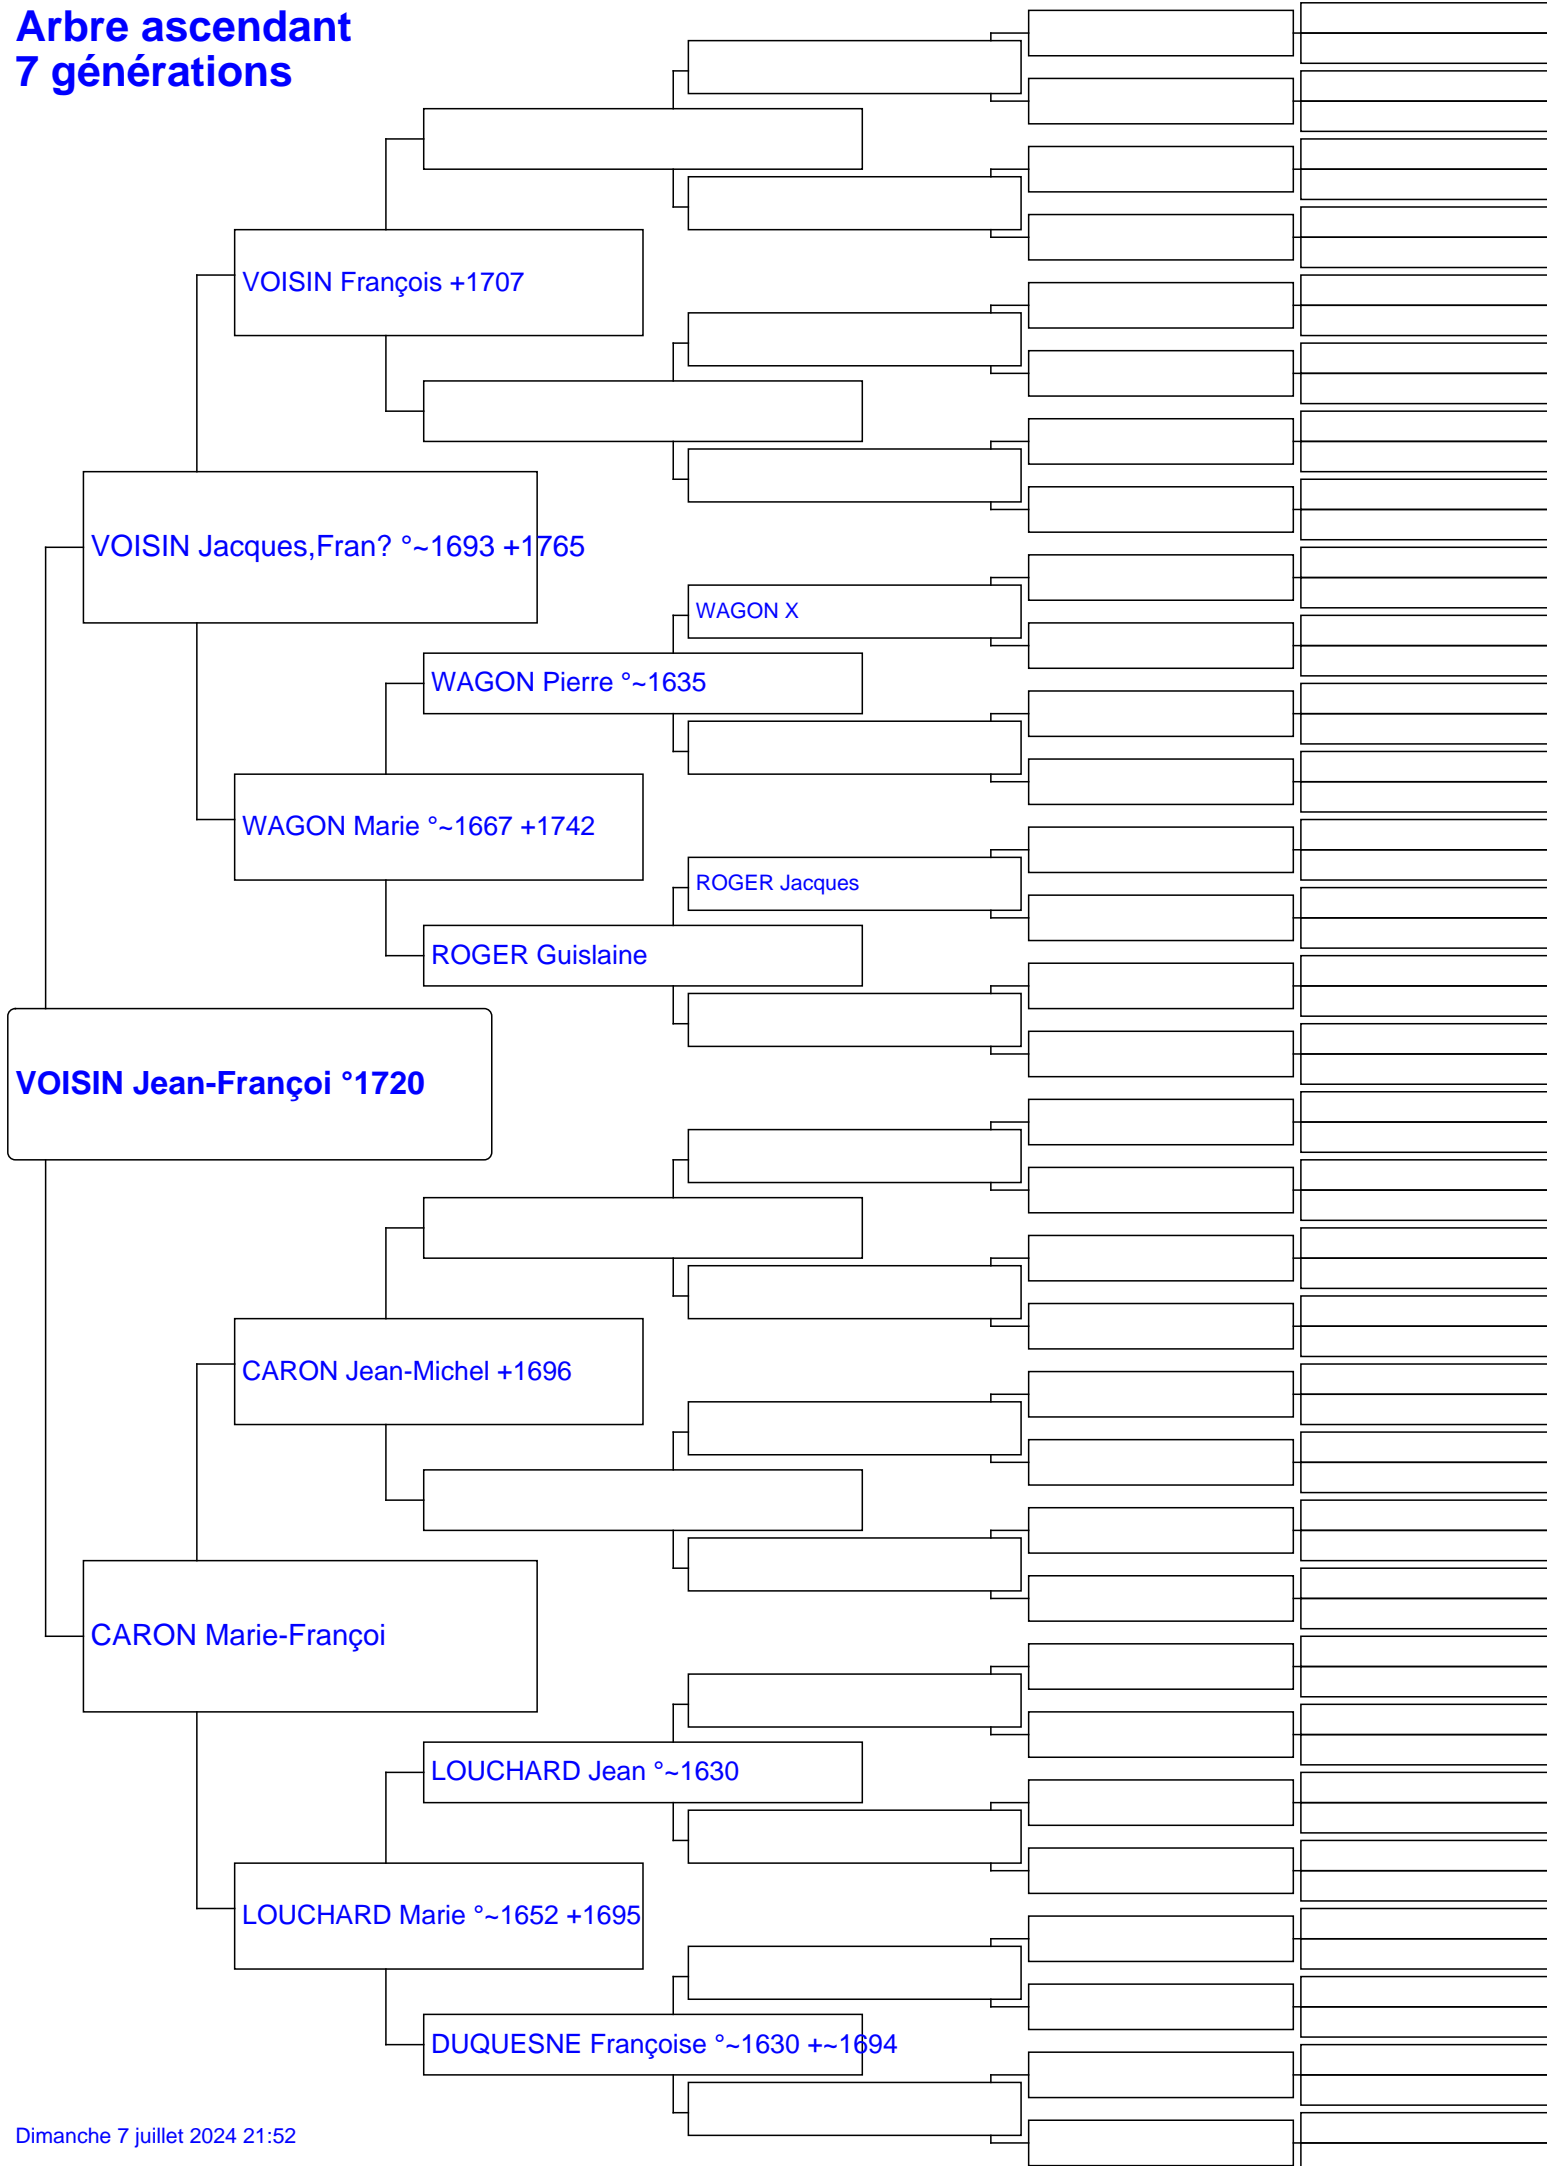 Arbre ascendant
7 générations
VOISIN François +1707
VOISIN Jacques,Fran? °~1693 +1765
WAGON X
WAGON Pierre °~1635
WAGON Marie °~1667 +1742
ROGER Jacques
ROGER Guislaine
VOISIN Jean-Françoi °1720
CARON Jean-Michel +1696
CARON Marie-Françoi
LOUCHARD Jean °~1630
LOUCHARD Marie °~1652 +1695
DUQUESNE Françoise °~1630 +~1694
Dimanche 7 juillet 2024 21:52